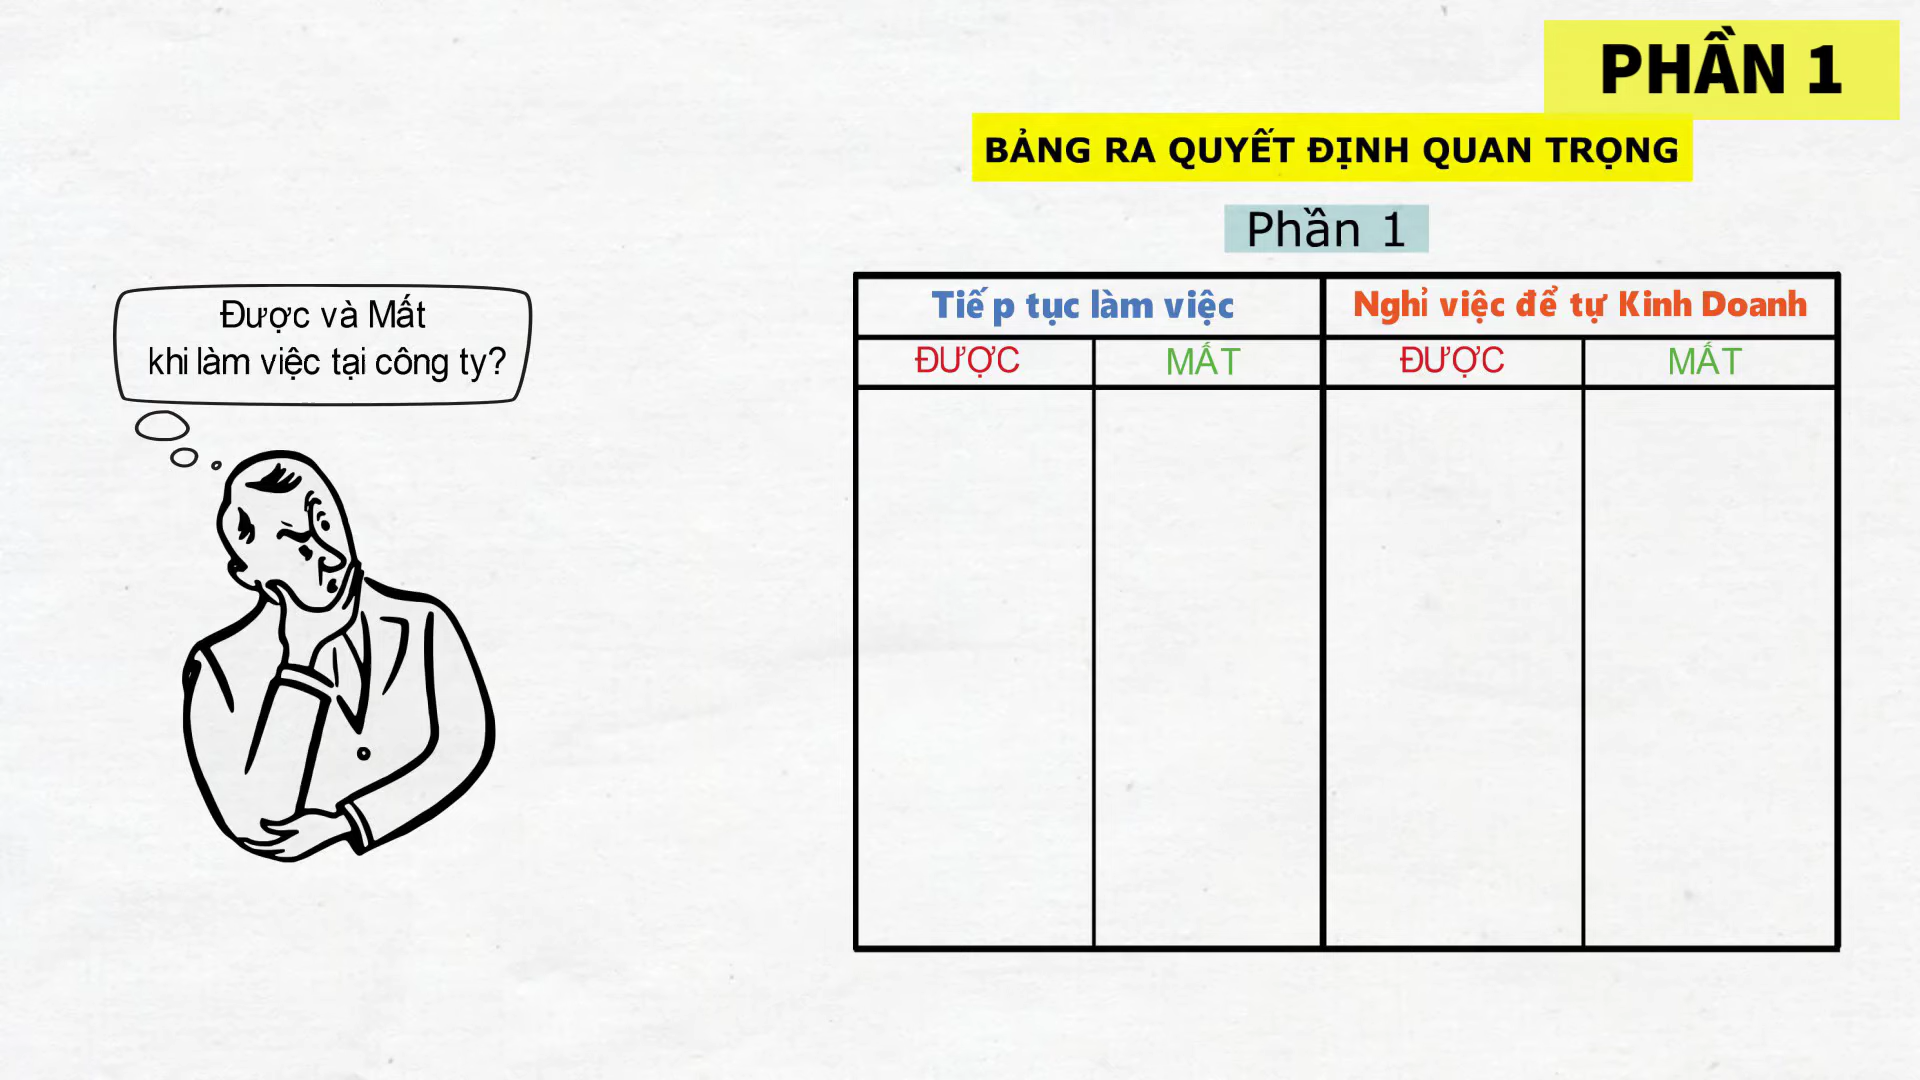 PHẦN 1
BẢNG RA QUYẾT ĐỊNH QUAN TRỌNG
Phần 1
Được và Mất
khi làm việc tại công ty?
Tiếp tục làm việc
Nghỉ việc để tự Kinh Doanh
ĐƯỢC
MẤT
ĐƯỢC
MẤT